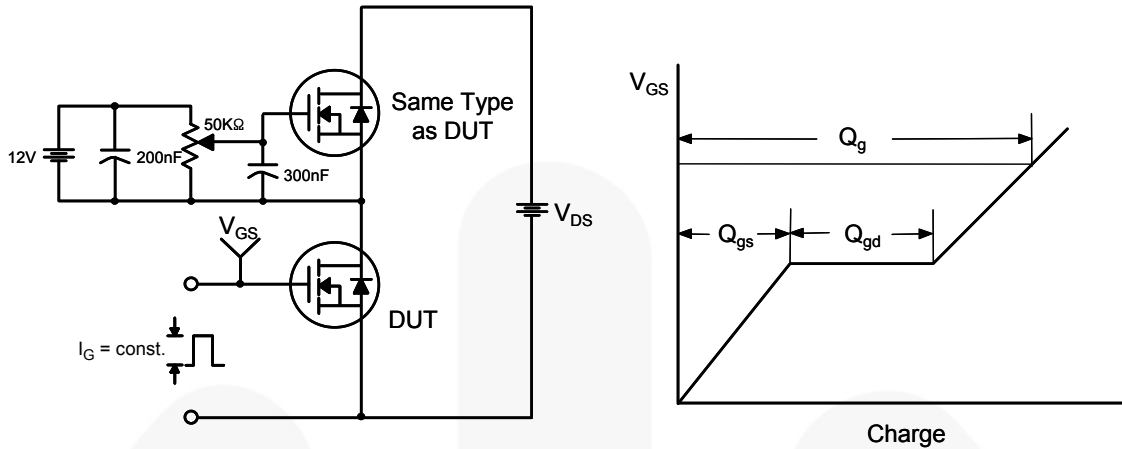 12V
200nF
50KΩ
300nF
Same Type
as DUT
V_DS
V_GS
DUT
I_G = const.
V_GS
Q_g
Q_gs
Q_gd
Charge